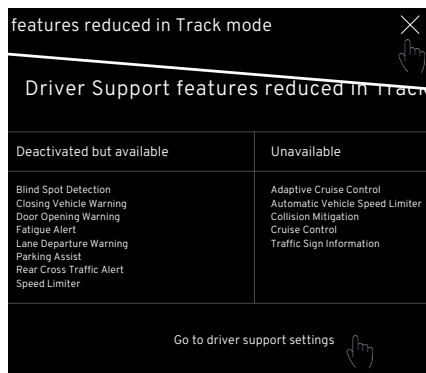 features reduced in Track mode
Driver Support features reduced in Track
Deactivated but available
Unavailable
Blind Spot Detection
Closing Vehicle Warning
Door Opening Warning
Fatigue Alert
Lane Departure Warning
Parking Assist
Rear Cross Traffic Alert
Speed Limiter
Adaptive Cruise Control
Automatic Vehicle Speed Limiter
Collision Mitigation
Cruise Control
Traffic Sign Information
Go to driver support settings